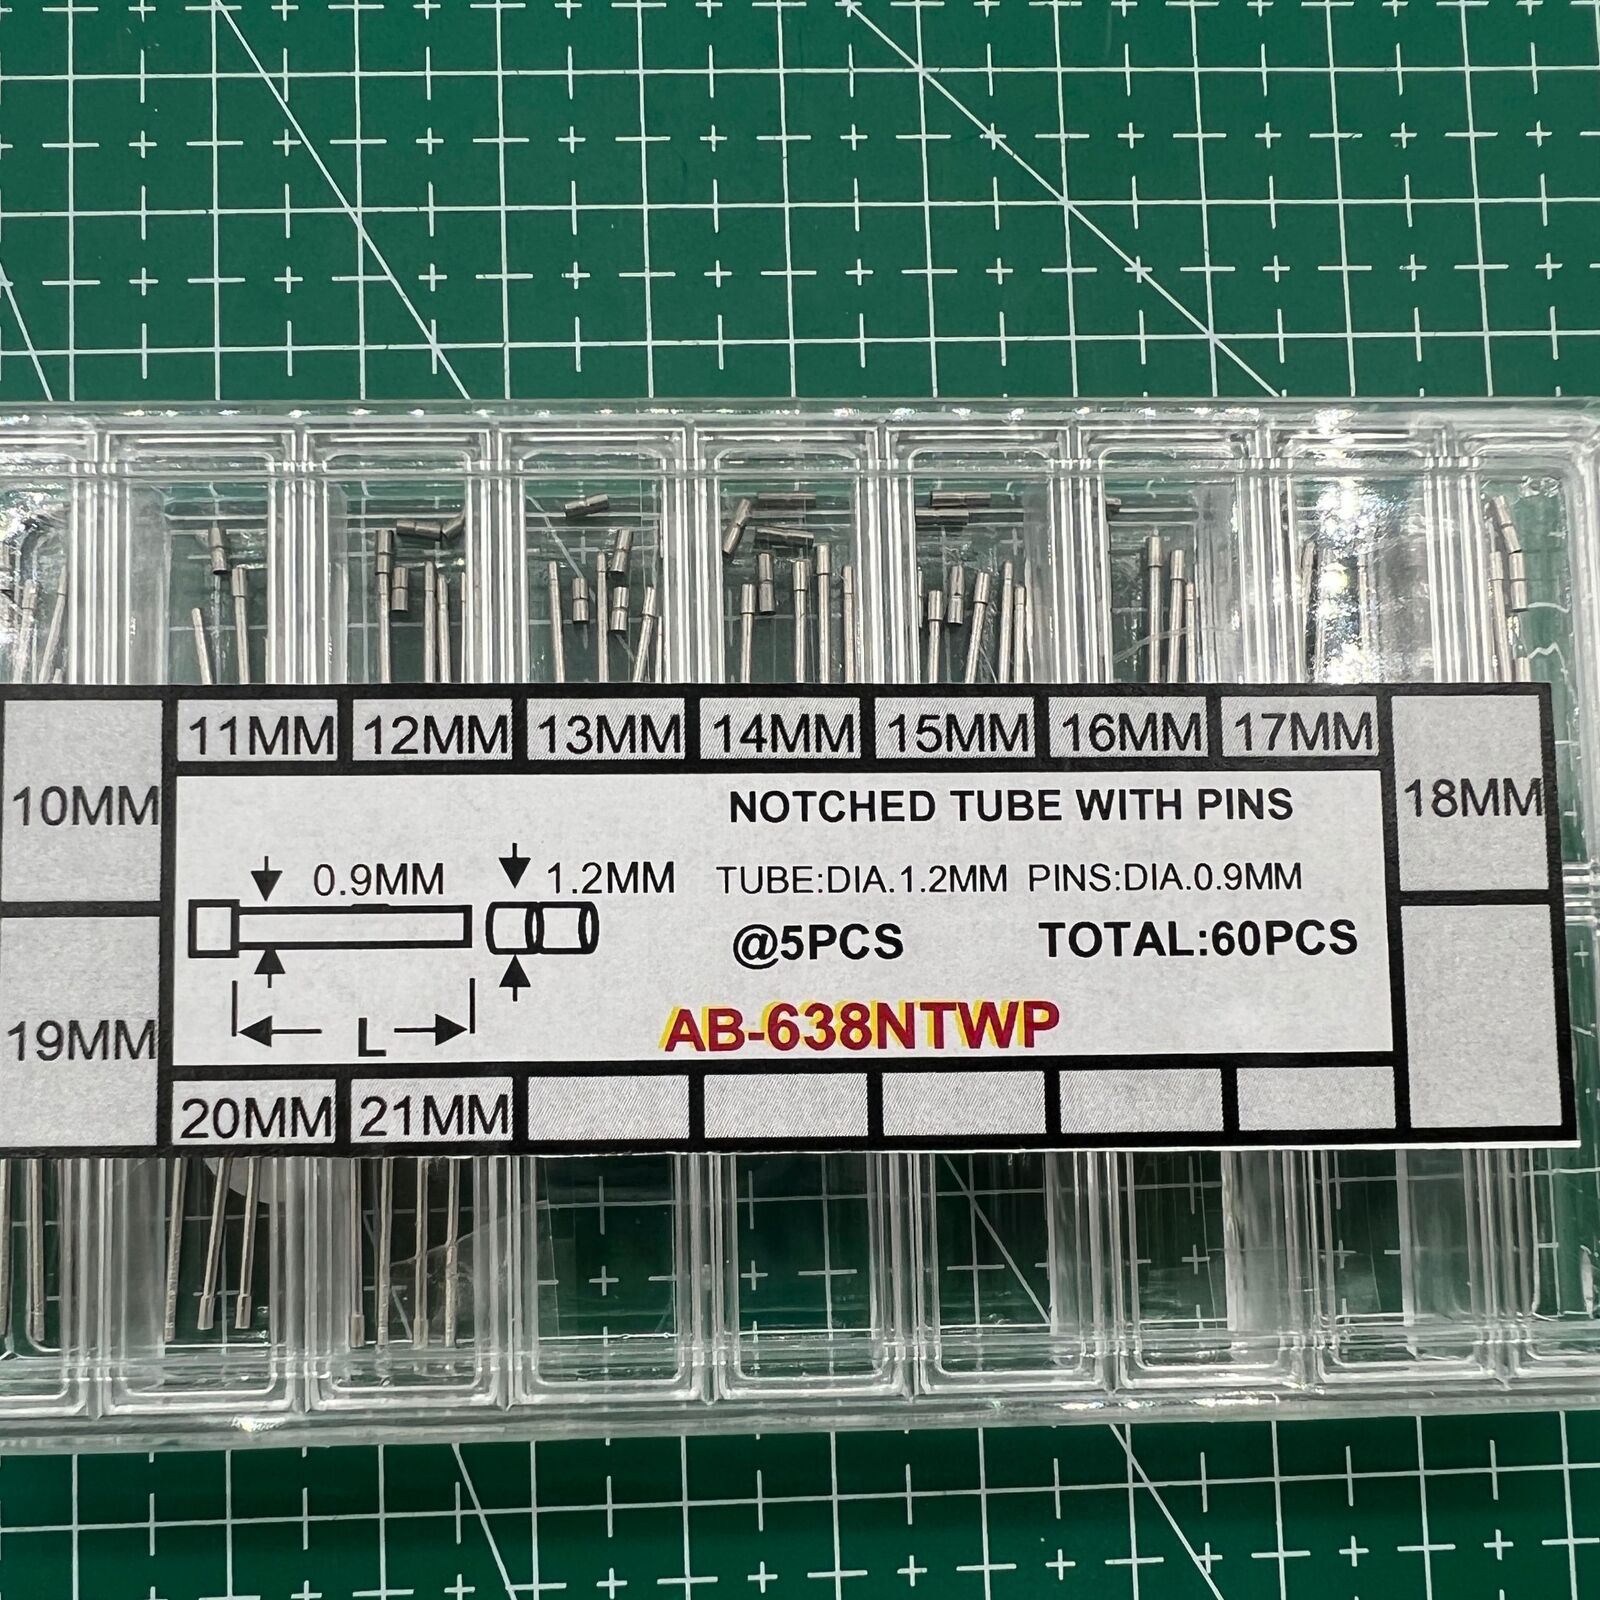 11MM 12MM 13MM 14MM 15MM 16MM 17MM
10MM
18MM
NOTCHED TUBE WITH PINS
0.9MM 1.2MM
TUBE:DIA.1.2MM PINS:DIA.0.9MM
@5PCS TOTAL:60PCS
L
AB-638NTWP
19MM
20MM 21MM